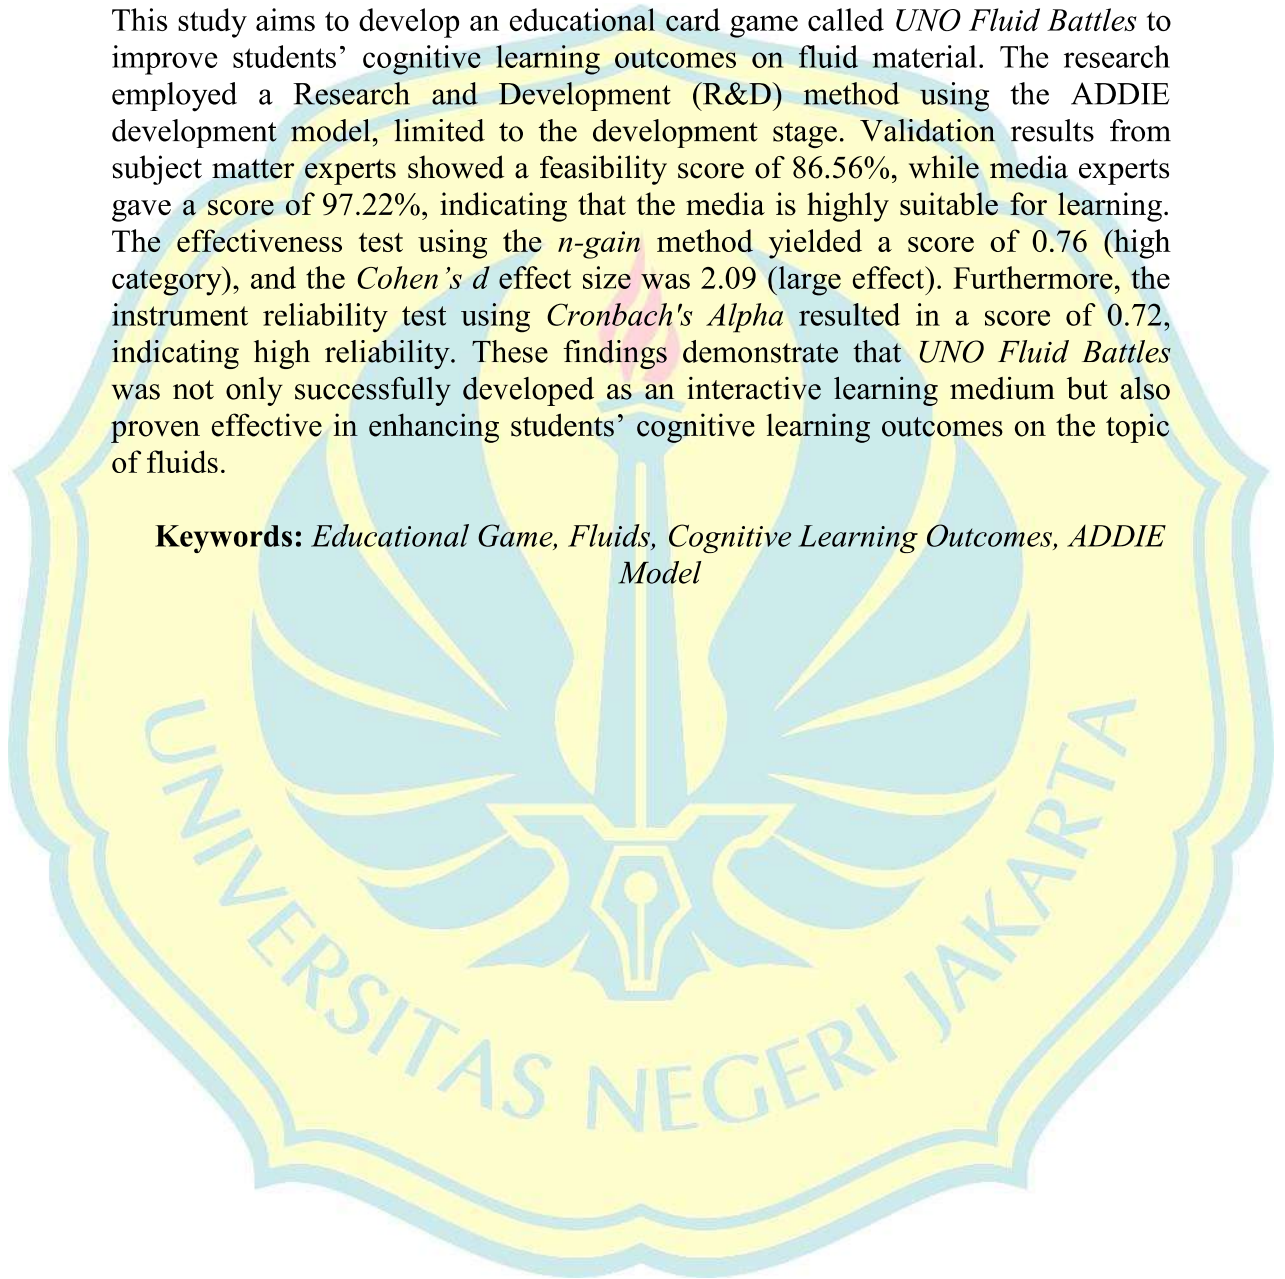 This study aims to develop an educational card game called UNO Fluid Battles to
improve students’ cognitive learning outcomes on fluid material. The research
employed a Research and Development (R&D) method using the ADDIE
development model, limited to the development stage. Validation results from
subject matter experts showed a feasibility score of 86.56%, while media experts
gave a score of 97.22%, indicating that the media is highly suitable for learning.
The effectiveness test using the n-gain method yielded a score of 0.76 (high
category), and the Cohen’s d effect size was 2.09 (large effect). Furthermore, the
instrument reliability test using Cronbach's Alpha resulted in a score of 0.72,
indicating high reliability. These findings demonstrate that UNO Fluid Battles
was not only successfully developed as an interactive learning medium but also
proven effective in enhancing students’ cognitive learning outcomes on the topic
of fluids.
Keywords: Educational Game, Fluids, Cognitive Learning Outcomes, ADDIE
Model
UNIVERSITAS NEGERI JAKARTA